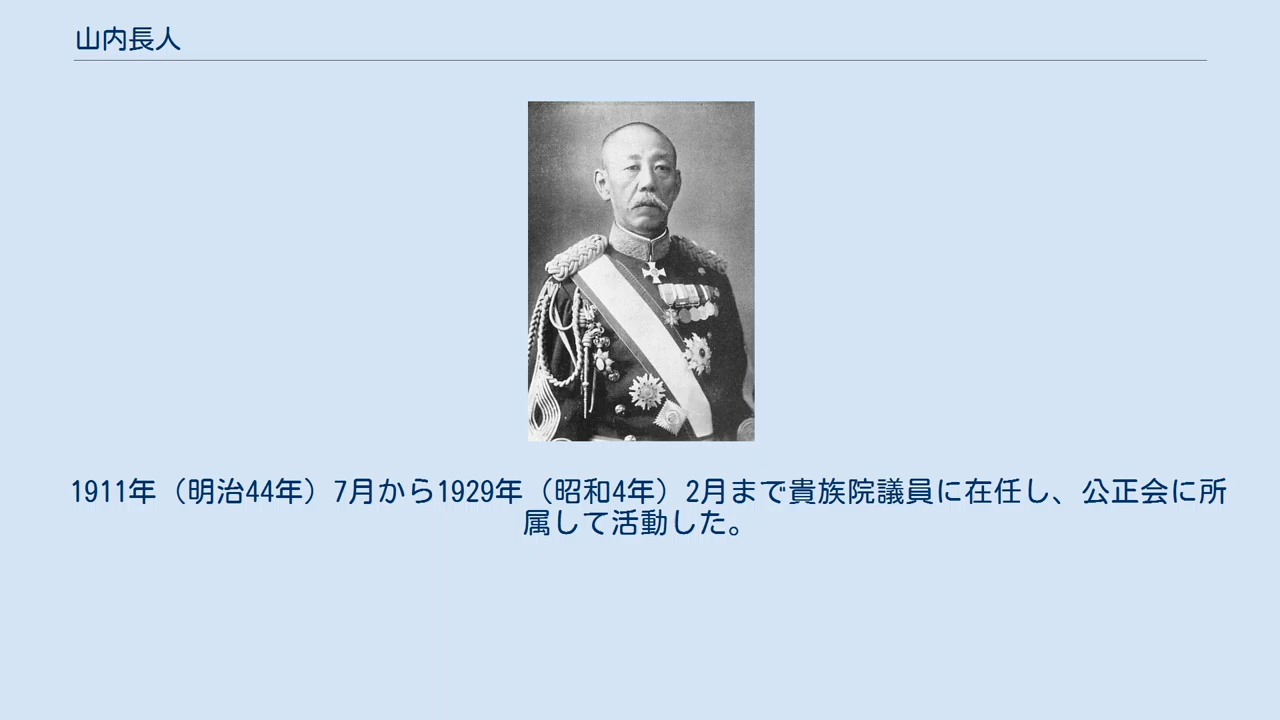 山内長人
1911年（明治44年）7月から1929年（昭和4年）2月まで貴族院議員に在任し、公正会に所
属して活動した。